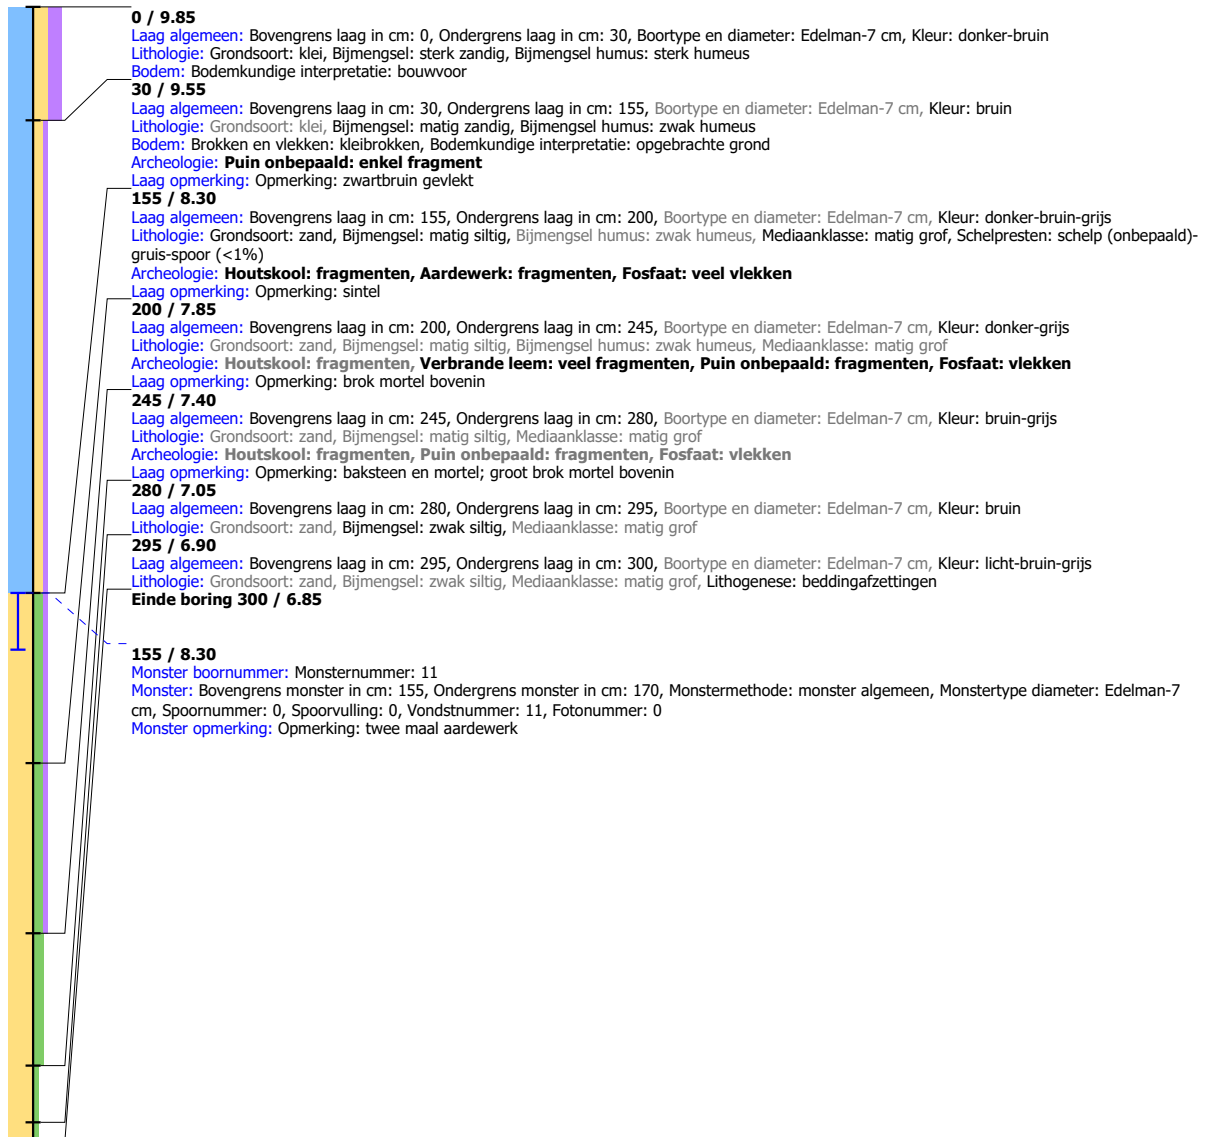 0 / 9.85
Laag algemeen: Bovengrens laag in cm: 0, Ondergrens laag in cm: 30, Boortype en diameter: Edelman-7 cm, Kleur: donker-bruin
Lithologie: Grondsoort: klei, Bijmengsel: sterk zandig, Bijmengsel humus: sterk humeus
Bodem: Bodemkundige interpretatie: bouwvoor
30 / 9.55
Laag algemeen: Bovengrens laag in cm: 30, Ondergrens laag in cm: 155, Boortype en diameter: Edelman-7 cm, Kleur: bruin
Lithologie: Grondsoort: klei, Bijmengsel: matig zandig, Bijmengsel humus: zwak humeus
Bodem: Brokken en vlekken: kleibrokken, Bodemkundige interpretatie: opgebrachte grond
Archeologie: Puin onbepaald: enkel fragment
Laag opmerking: Opmerking: zwartbruin gevlekt
155 / 8.30
Laag algemeen: Bovengrens laag in cm: 155, Ondergrens laag in cm: 200, Boortype en diameter: Edelman-7 cm, Kleur: donker-bruin-grijs
Lithologie: Grondsoort: zand, Bijmengsel: matig siltig, Bijmengsel humus: zwak humeus, Mediaanklasse: matig grof, Schelpresten: schelp (onbepaald)-
gruis-spoor (<1%)
Archeologie: Houtskool: fragmenten, Aardewerk: fragmenten, Fosfaat: veel vlekken
Laag opmerking: Opmerking: sintel
200 / 7.85
Laag algemeen: Bovengrens laag in cm: 200, Ondergrens laag in cm: 245, Boortype en diameter: Edelman-7 cm, Kleur: donker-grijs
Lithologie: Grondsoort: zand, Bijmengsel: matig siltig, Bijmengsel humus: zwak humeus, Mediaanklasse: matig grof
Archeologie: Houtskool: fragmenten, Verbrande leem: veel fragmenten, Puin onbepaald: fragmenten, Fosfaat: vlekken
Laag opmerking: Opmerking: brok mortel bovenin
245 / 7.40
Laag algemeen: Bovengrens laag in cm: 245, Ondergrens laag in cm: 280, Boortype en diameter: Edelman-7 cm, Kleur: bruin-grijs
Lithologie: Grondsoort: zand, Bijmengsel: matig siltig, Mediaanklasse: matig grof
Archeologie: Houtskool: fragmenten, Puin onbepaald: fragmenten, Fosfaat: vlekken
Laag opmerking: Opmerking: baksteen en mortel; groot brok mortel bovenin
280 / 7.05
Laag algemeen: Bovengrens laag in cm: 280, Ondergrens laag in cm: 295, Boortype en diameter: Edelman-7 cm, Kleur: bruin
Lithologie: Grondsoort: zand, Bijmengsel: zwak siltig, Mediaanklasse: matig grof
295 / 6.90
Laag algemeen: Bovengrens laag in cm: 295, Ondergrens laag in cm: 300, Boortype en diameter: Edelman-7 cm, Kleur: licht-bruin-grijs
Lithologie: Grondsoort: zand, Bijmengsel: zwak siltig, Mediaanklasse: matig grof, Lithogenese: beddingafzettingen
Einde boring 300 / 6.85
155 / 8.30
Monster boornummer: Monsternummer: 11
Monster: Bovengrens monster in cm: 155, Ondergrens monster in cm: 170, Monstermethode: monster algemeen, Monstertype diameter: Edelman-7
cm, Spoornummer: 0, Spoorvulling: 0, Vondstnummer: 11, Fotonummer: 0
Monster opmerking: Opmerking: twee maal aardewerk